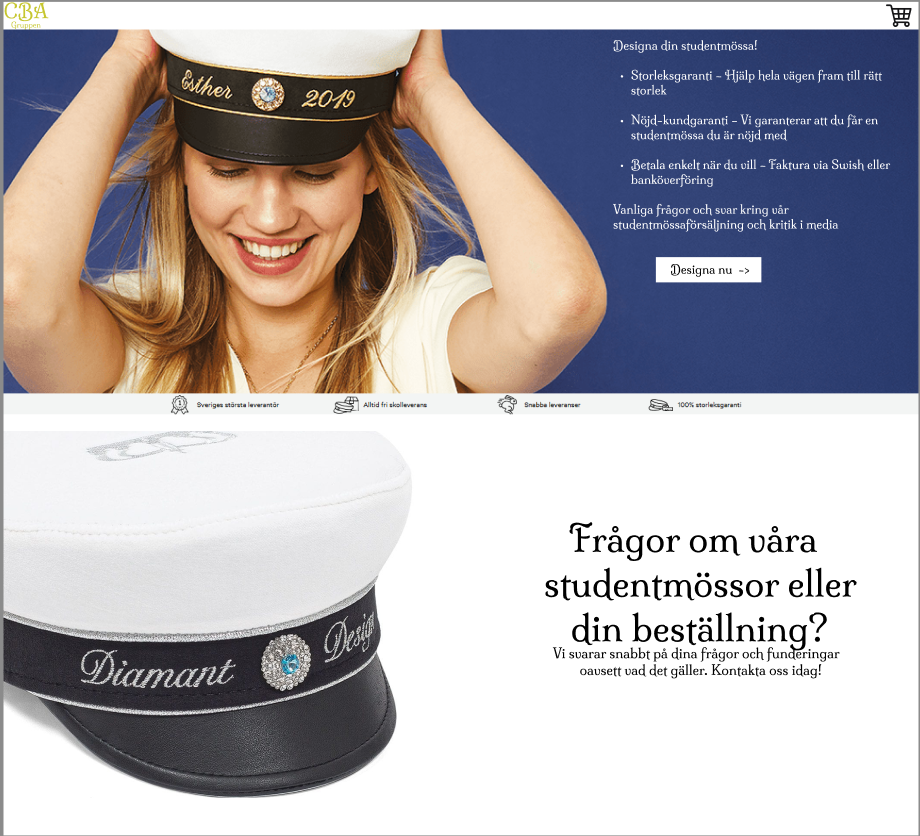 CBA
Gruppen
Esther 2019
Designa din studentmössa!
• Storleksgaranti – Hjälp hela vägen fram till rätt
storlek
• Nöjd-kundgaranti – Vi garanterar att du får en
studentmössa du är nöjd med
• Betala enkelt när du vill – Faktura via Swish eller
banköverföring
Vanliga frågor och svar kring vår
studentmössaförsäljning och kritik i media
Designa nu ->
1
Sveriges största leverantör
Alltid fri skolleverans
Snabba leveranser
100% storleksgaranti
Diamant Design
Frågor om våra
studentmössor eller
din beställning?
Vi svarar snabbt på dina frågor och funderingar
oavsett vad det gäller. Kontakta oss idag!